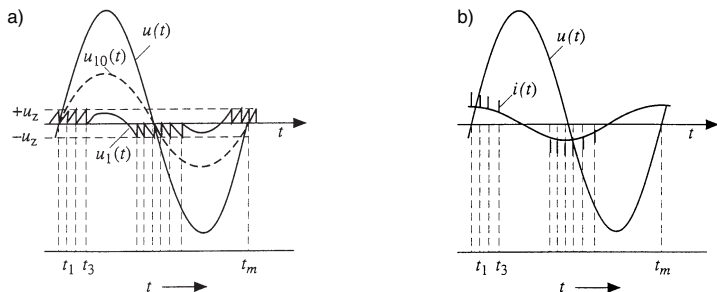 a)
u(t)
u10(t)
+uz
t
−uz
u1(t)
t1 t3 tm
t
b)
u(t)
i(t)
t
t1 t3 tm
t